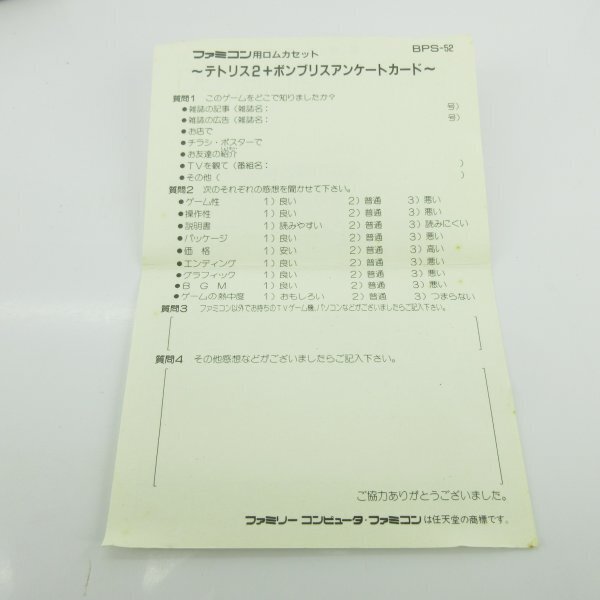 ファミコン用ロムカセット BPS-52
～テトリス2+ボンブリスアンケートカード～
質問1 このゲームをどこで知りましたか？
●雑誌の記事（雑誌名： 号）
●雑誌の広告（雑誌名： 号）
●お店で
●チラシ・ポスターで
●お友達の紹介
●TVを観て（番組名： ）
●その他（ ）
質問2 次のそれぞれの感想を聞かせて下さい。
●ゲーム性 1）良い 2）普通 3）悪い
●操作性 1）良い 2）普通 3）悪い
●説明書 1）読みやすい 2）普通 3）読みにくい
●パッケージ 1）良い 2）普通 3）悪い
●価 格 1）安い 2）普通 3）高い
●エンディング 1）良い 2）普通 3）悪い
●グラフィック 1）良い 2）普通 3）悪い
●B G M 1）良い 2）普通 3）悪い
●ゲームの熱中度 1）おもしろい 2）普通 3）つまらない
質問3 ファミコン以外でお持ちのTVゲーム機、パソコンなどがございましたらご記入下さい。
質問4 その他感想などがございましたらご記入下さい。
ご協力ありがとうございました。
ファミリー コンピュータ・ファミコンは任天堂の商標です。